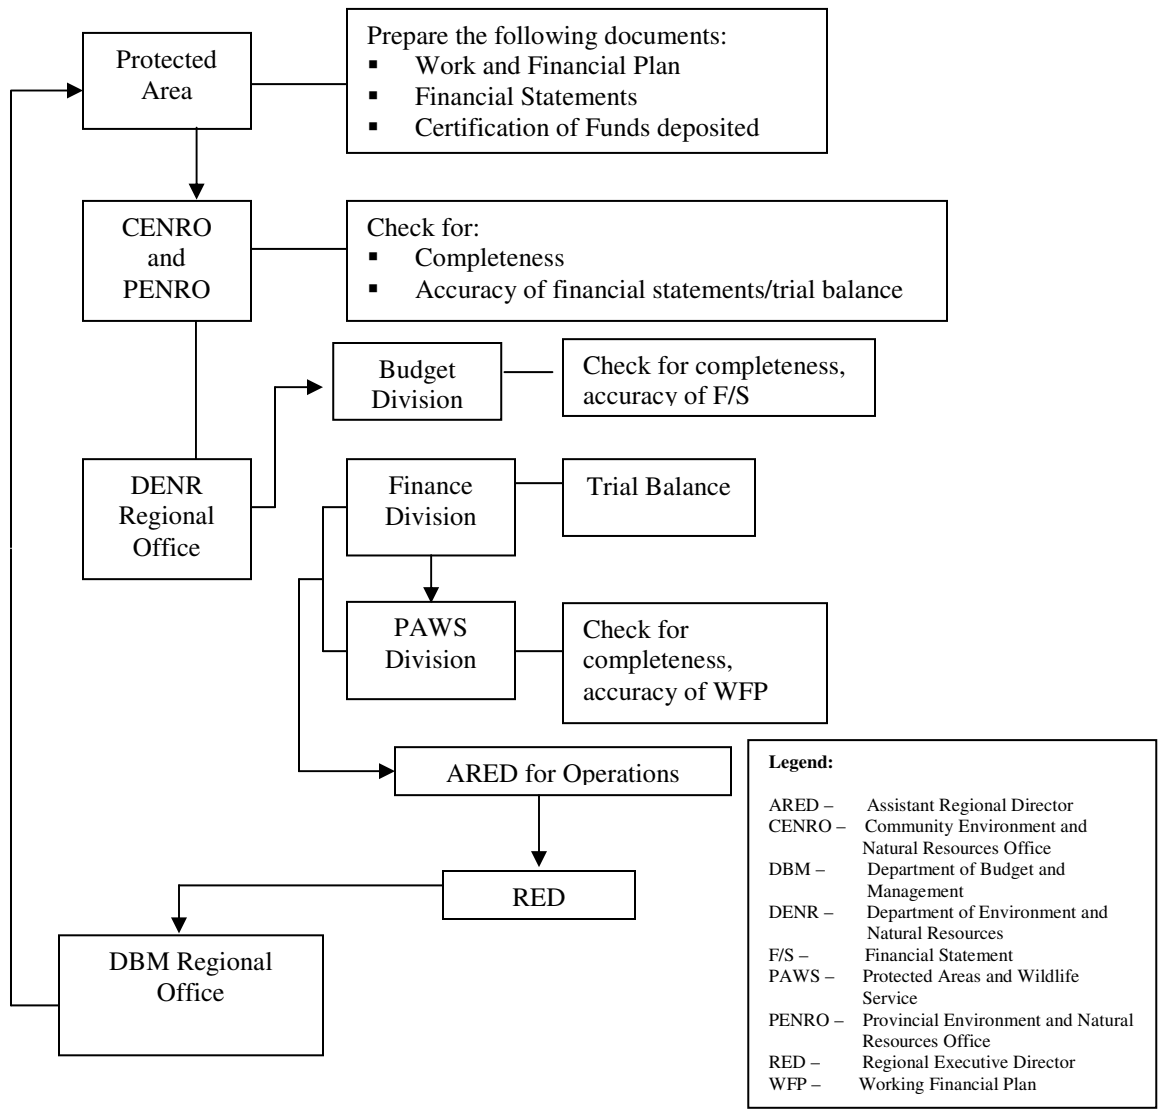 Protected
Area
Prepare the following documents:
▪ Work and Financial Plan
▪ Financial Statements
▪ Certification of Funds deposited
CENRO
and
PENRO
Check for:
▪ Completeness
▪ Accuracy of financial statements/trial balance
Budget
Division
Check for completeness,
accuracy of F/S
DENR
Regional
Office
Finance
Division
Trial Balance
PAWS
Division
Check for
completeness,
accuracy of WFP
ARED for Operations
RED
DBM Regional
Office
Legend:
ARED – Assistant Regional Director
CENRO – Community Environment and
Natural Resources Office
DBM – Department of Budget and
Management
DENR – Department of Environment and
Natural Resources
F/S – Financial Statement
PAWS – Protected Areas and Wildlife
Service
PENRO – Provincial Environment and Natural
Resources Office
RED – Regional Executive Director
WFP – Working Financial Plan